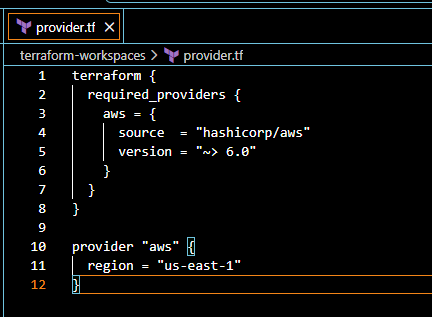 provider.tf ×
terraform-workspaces > provider.tf
1 terraform {
2   required_providers {
3     aws = {
4       source  = "hashicorp/aws"
5       version = "~> 6.0"
6     }
7   }
8 }
9
10 provider "aws" {
11   region = "us-east-1"
12 }